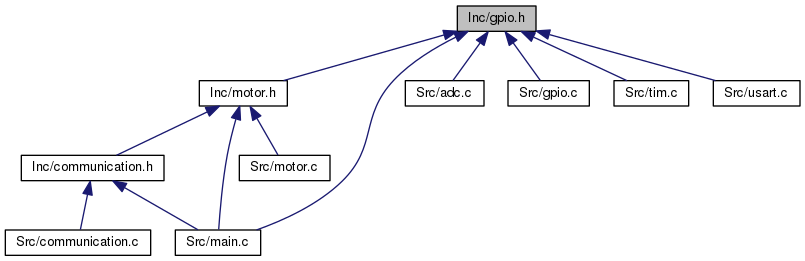 Inc/gpio.h
Inc/motor.h
Src/adc.c
Src/gpio.c
Src/tim.c
Src/usart.c
Inc/communication.h
Src/motor.c
Src/communication.c
Src/main.c